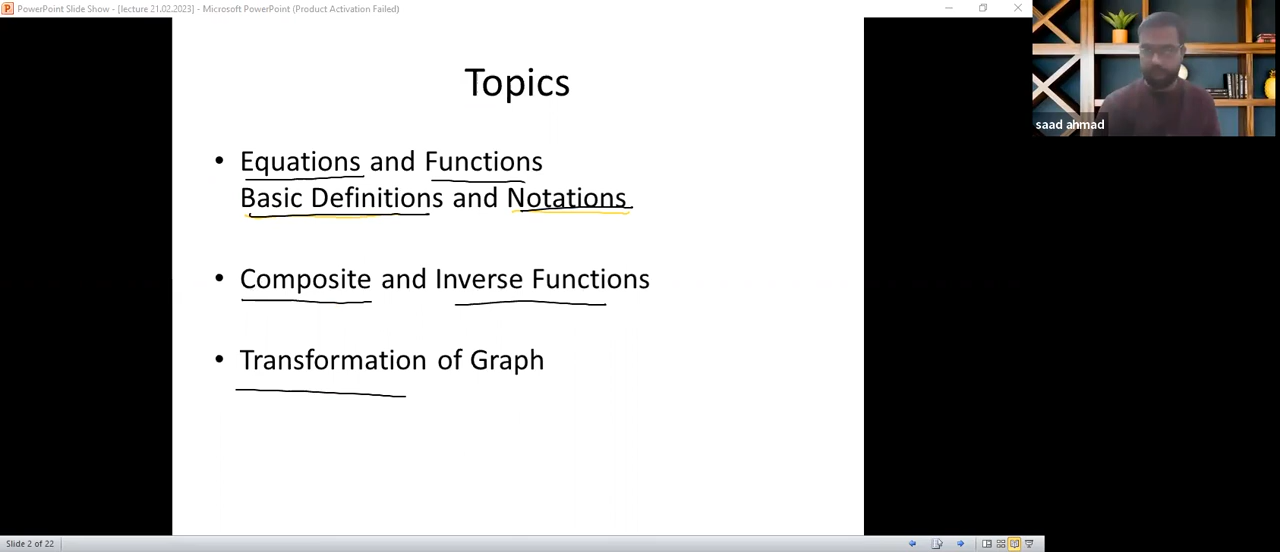 PowerPoint Slide Show - [lecture 21.02.2023] - Microsoft PowerPoint (Product Activation Failed)
saad ahmad
Topics
• Equations and Functions
Basic Definitions and Notations
• Composite and Inverse Functions
• Transformation of Graph
Slide 2 of 22